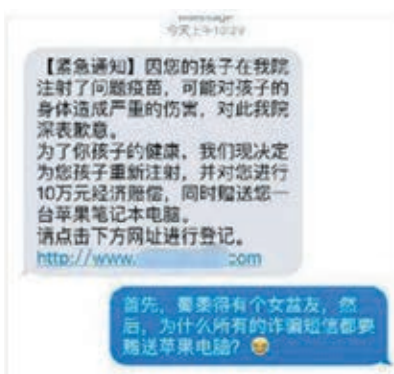 今天上午10:29
【紧急通知】因您的孩子在我院
注射了问题疫苗，可能对孩子的
身体造成严重的伤害，对此我院
深表歉意。
为了你孩子的健康，我们现决定
为您孩子重新注射，并对您进行
10万元经济赔偿，同时赠送您一
台苹果笔记本电脑。
请点击下方网址进行登记。
http://www. com
首先，要得有个女 友，然
后，为什么所有的诈骗短信都要
赠送苹果电脑？